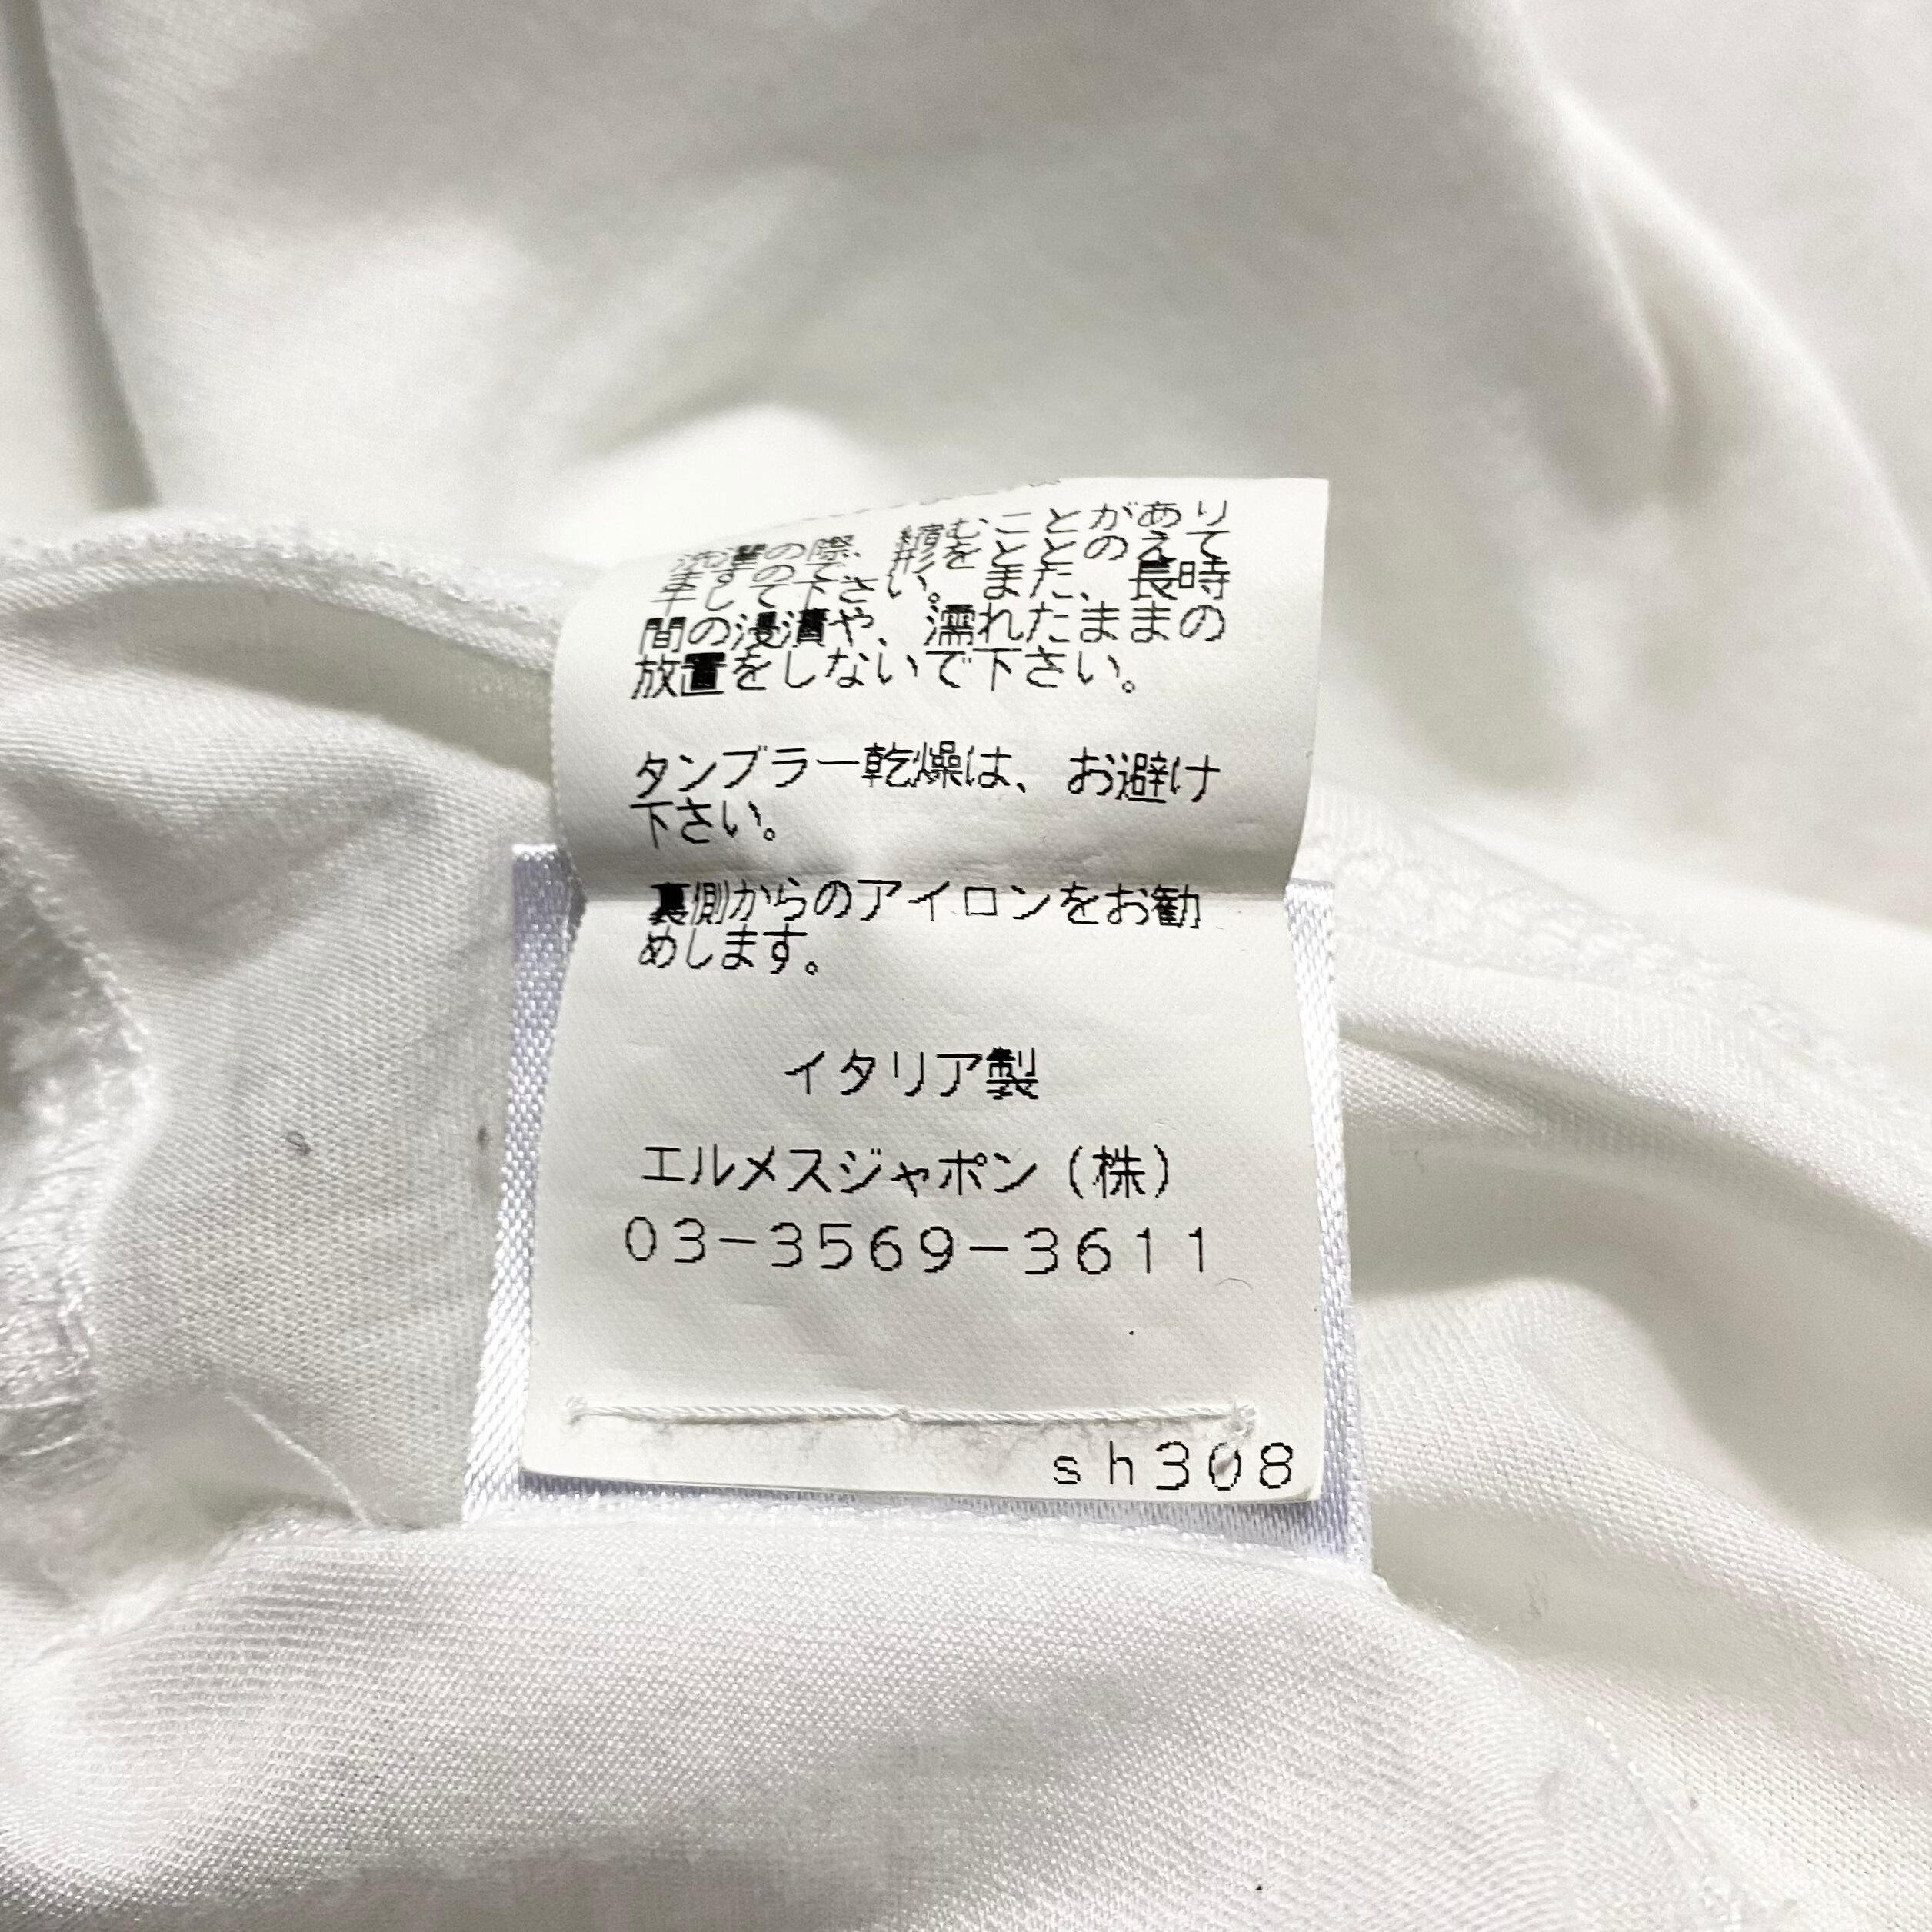 洗濯の際、縮むことがあり
ますので、形をととのえて
干して下さい。また、長時
間の浸漬や、濡れたままの
放置をしないで下さい。
タンブラー乾燥は、お避け
下さい。
裏側からのアイロンをお勧
めします。
イタリア製
エルメスジャポン(株)
03-3569-3611
sh308